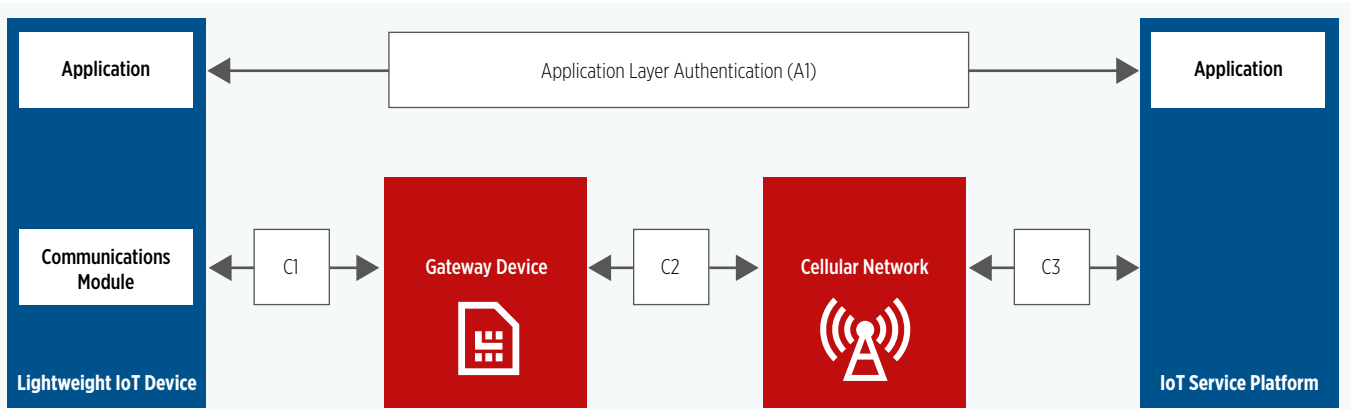 Application
Application Layer Authentication (A1)
Application
Communications
Module
C1
Gateway Device
C2
Cellular Network
C3
Lightweight IoT Device
IoT Service Platform